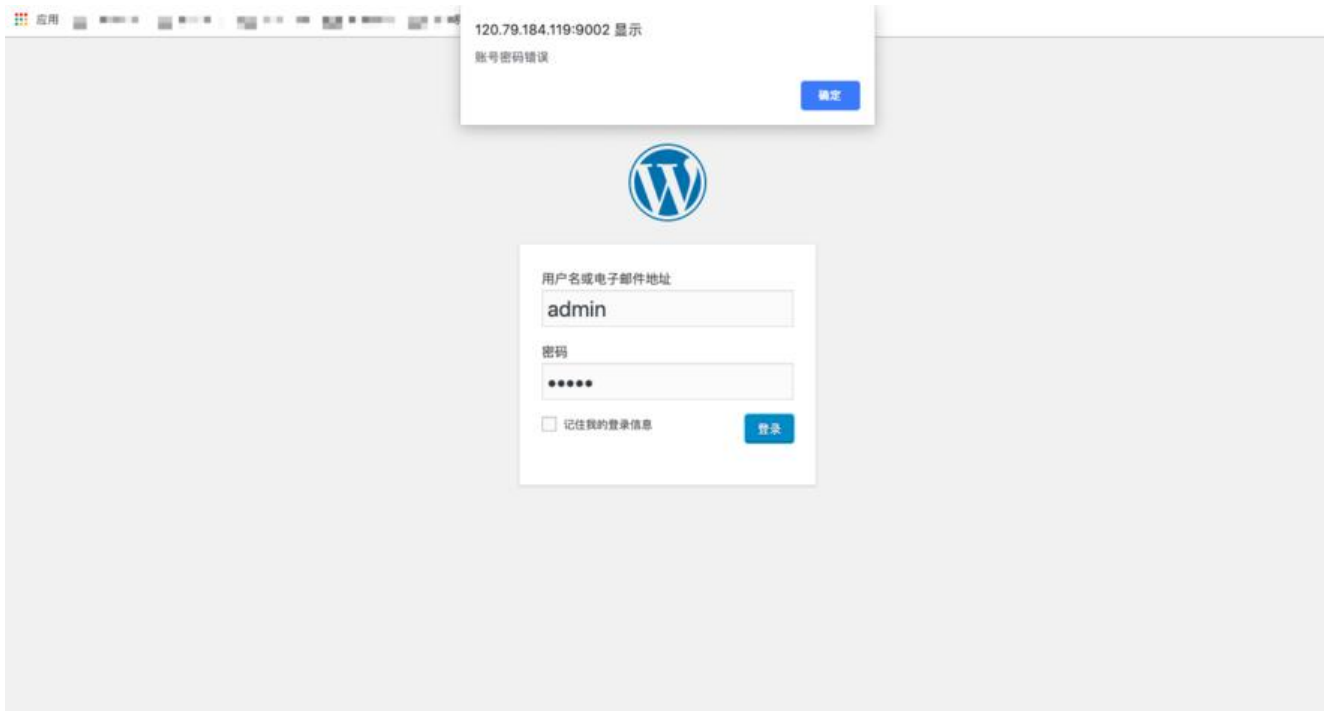 应用
120.79.184.119:9002 显示
账号密码错误
确定
用户名或电子邮件地址
admin
密码
•••••
记住我的登录信息
登录